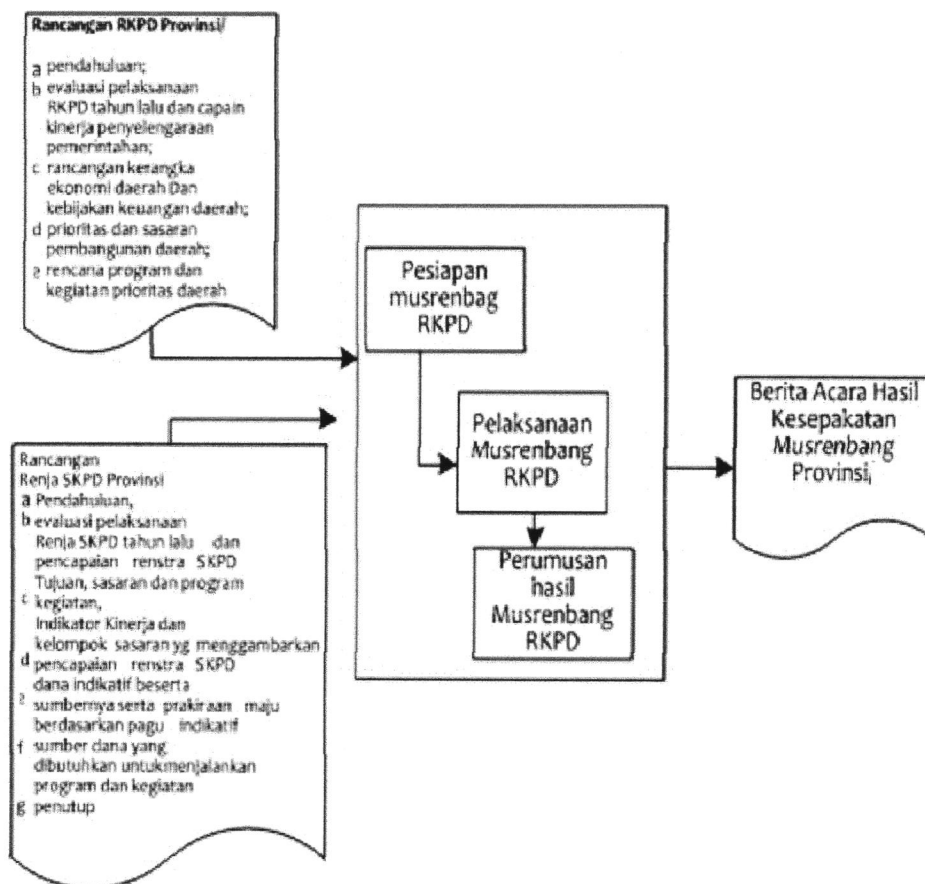 Rancangan RKPD Provinsi/
a pendahuluan;
b evaluasi pelaksanaan
RKPD tahun lalu dan capain
kinerja penyelengaraan
pemerintahan;
c rancangan kerangka
ekonomi daerah Dan
kebijakan keuangan daerah;
d prioritas dan sasaran
pembangunan daerah;
e rencana program dan
kegiatan prioritas daerah
Rancangan
Renja SKPD Provinsi
a Pendahuluan,
b evaluasi pelaksanaan
Renja SKPD tahun lalu dan
pencapaian renstra SKPD
Tujuan, sasaran dan program
c kegiatan,
Indikator Kinerja dan
kelompok sasaran yg menggambarkan
d pencapaian renstra SKPD
dana indikatif beserta
e sumbernya serta prakiraan maju
berdasarkan pagu indikatif
f sumber dana yang
dibutuhkan untukmenjalankan
program dan kegiatan
g penutup
Pesiapan
musrenbag
RKPD
Pelaksanaan
Musrenbang
RKPD
Perumusan
hasil
Musrenbang
RKPD
Berita Acara Hasil
Kesepakatan
Musrenbang
Provinsi,